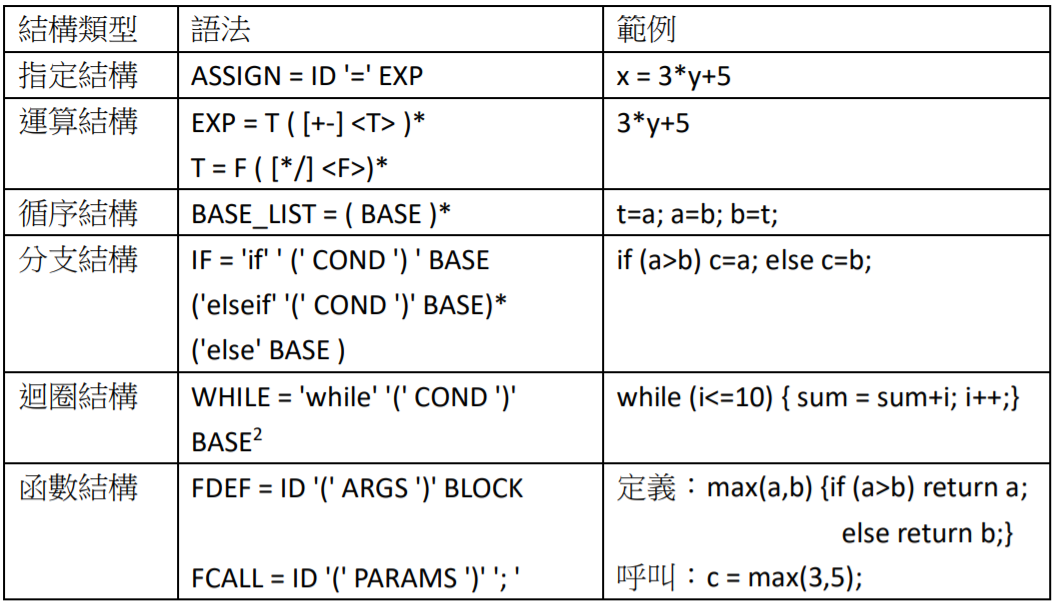 結構類型 語法 範例
指定結構 ASSIGN = ID '=' EXP x = 3*y+5
運算結構 EXP = T ( [+-] <T> )* 3*y+5
T = F ( [*/] <F>)*
循序結構 BASE_LIST = ( BASE )* t=a; a=b; b=t;
分支結構 IF = 'if' ' (' COND ') ' BASE if (a>b) c=a; else c=b;
('elseif' '(' COND ')' BASE)*
('else' BASE )
迴圈結構 WHILE = 'while' '(' COND ')' while (i<=10) { sum = sum+i; i++;}
BASE²
函數結構 FDEF = ID '(' ARGS ')' BLOCK 定義：max(a,b) {if (a>b) return a;
else return b;}
FCALL = ID '(' PARAMS ')' '; ' 呼叫：c = max(3,5);